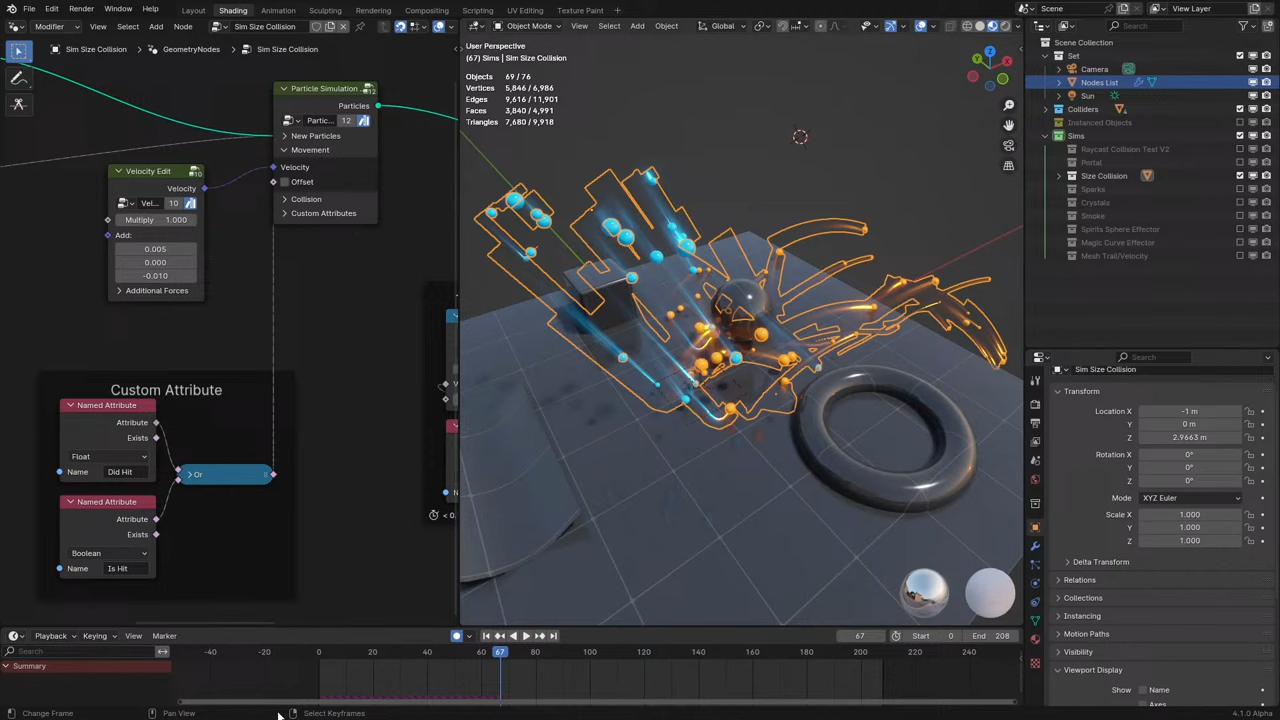 File Edit Render Window Help
Layout Shading Animation Sculpting Rendering Compositing Scripting UV Editing Texture Paint
Scene
View Layer
Modifier
View Select Add Node
Sim Size Collision
Object Mode
View Select Add Object
Global
Search
Sim Size Collision
GeometryNodes
Sim Size Collision
User Perspective
(67) Sims | Sim Size Collision
Objects 69 / 76
Vertices 5,846 / 6,986
Edges 9,616 / 11,901
Faces 3,840 / 4,991
Triangles 7,680 / 9,918
Z
X
Y
Scene Collection
Set
Camera
Nodes List
Sun
Colliders
Instanced Objects
Sims
Raycast Collision Test V2
Portal
Size Collision
Sparks
Crystals
Smoke
Spirits Sphere Effector
Magic Curve Effector
Mesh Trail/Velocity
Particle Simulation ..
Particles
Partic... 12
New Particles
Movement
Velocity
Offset
Collision
Custom Attributes
Velocity Edit
Velocity
Vel... 10
Multiply 1.000
Add:
0.005
0.000
-0.010
Additional Forces
Custom Attribute
Named Attribute
Attribute
Exists
Float
Name Did Hit
Or
Named Attribute
Attribute
Exists
Boolean
Name Is Hit
Search
Sim Size Collision
Transform
Location X -1 m
Y 0 m
Z 2.9663 m
Rotation X 0°
Y 0°
Z 0°
Mode XYZ Euler
Scale X 1.000
Y 1.000
Z 1.000
Delta Transform
Relations
Collections
Instancing
Motion Paths
Visibility
Viewport Display
Show Name
Axes
Playback Keying View Marker
67
Start 0
End 208
Search
-40 -20 0 20 40 67 80 100 120 140 160 180 200 220 240
Summary
Change Frame
Pan View
Select Keyframes
4.1.0 Alpha